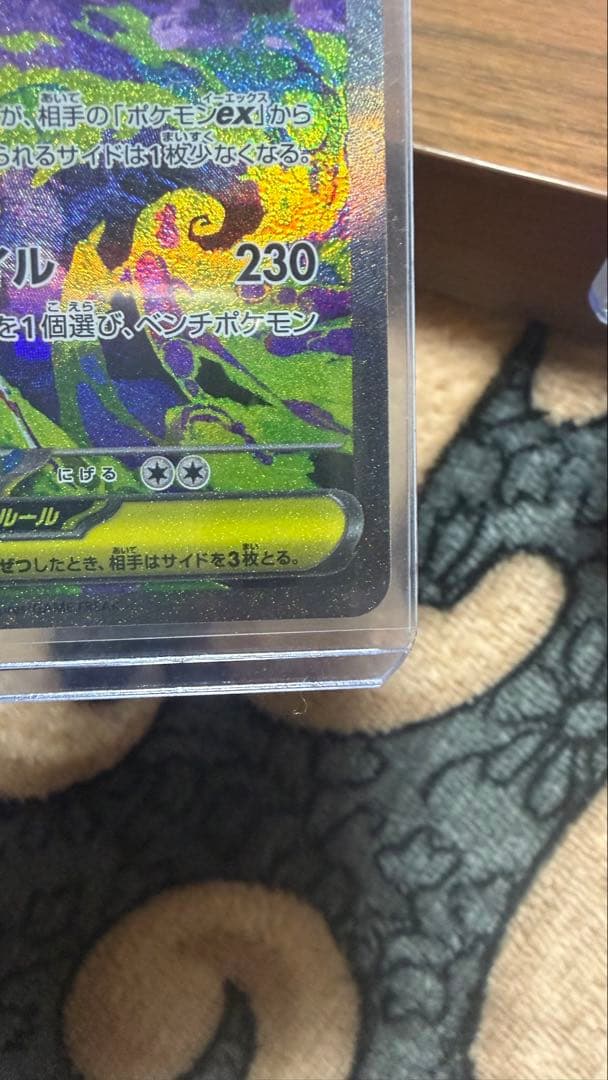 が、相手の「ポケモンex」から
られるサイドは1枚少なくなる。
イル 230
を1個選び、ベンチポケモン
にげる
ルール
ぜつしたとき、相手はサイドを3枚とる。
GAME FREAK